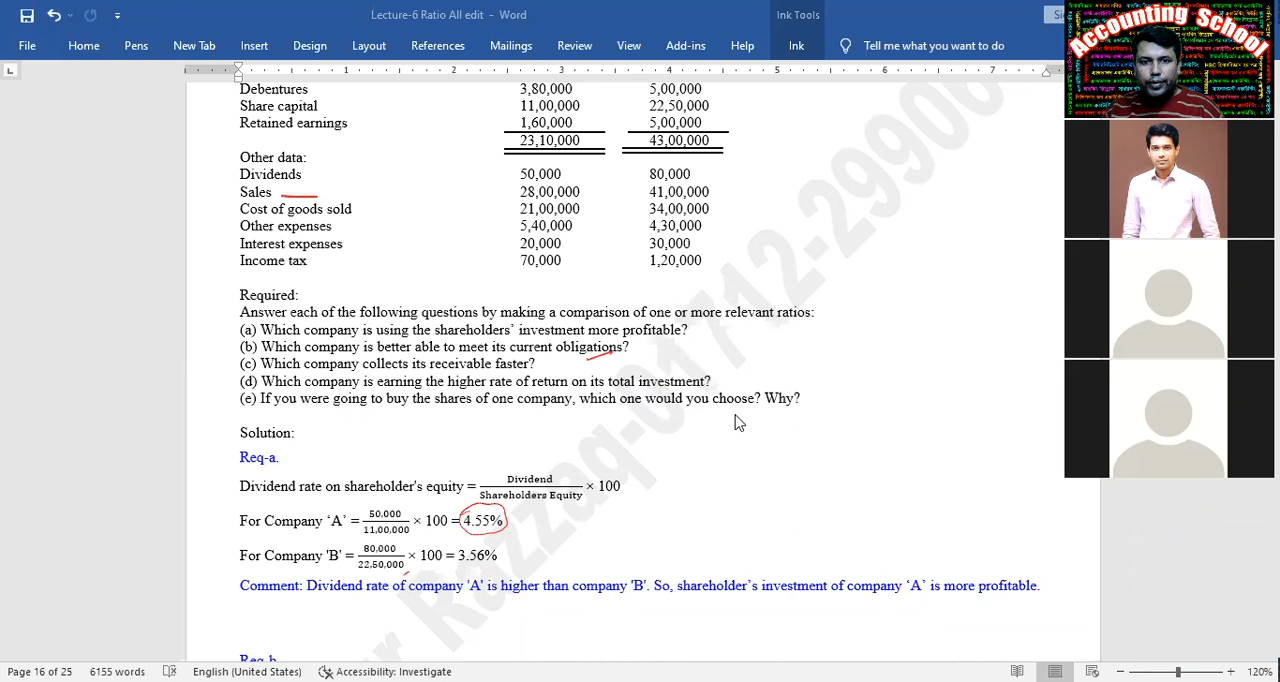 Lecture-6 Ratio All edit - Word
Ink Tools
File Home Pens New Tab Insert Design Layout References Mailings Review View Add-ins Help Ink Tell me what you want to do
Accounting School
1 2 3 4 5 6 7
Debentures 3,80,000 5,00,000
Share capital 11,00,000 22,50,000
Retained earnings 1,00,000 5,00,000
23,10,000 43,00,000
Other data:
Dividends 50,000 80,000
Sales 28,00,000 41,00,000
Cost of goods sold 21,00,000 34,00,000
Other expenses 5,40,000 4,30,000
Interest expenses 20,000 30,000
Income tax 70,000 1,20,000
Required:
Answer each of the following questions by making a comparison of one or more relevant ratios:
(a) Which company is using the shareholders’ investment more profitable?
(b) Which company is better able to meet its current obligations?
(c) Which company collects its receivable faster?
(d) Which company is earning the higher rate of return on its total investment?
(e) If you were going to buy the shares of one company, which one would you choose? Why?
Solution:
Req-a.
Dividend rate on shareholder's equity = Dividend / Shareholders Equity × 100
For Company ‘A’ = 50,000 / 11,00,000 × 100 = 4.55%
For Company 'B' = 80,000 / 22,50,000 × 100 = 3.56%
Comment: Dividend rate of company 'A' is higher than company 'B'. So, shareholder’s investment of company ‘A’ is more profitable.
Req-b
Razzaq-01712-29906
Page 16 of 25 6155 words English (United States) Accessibility: Investigate 120%